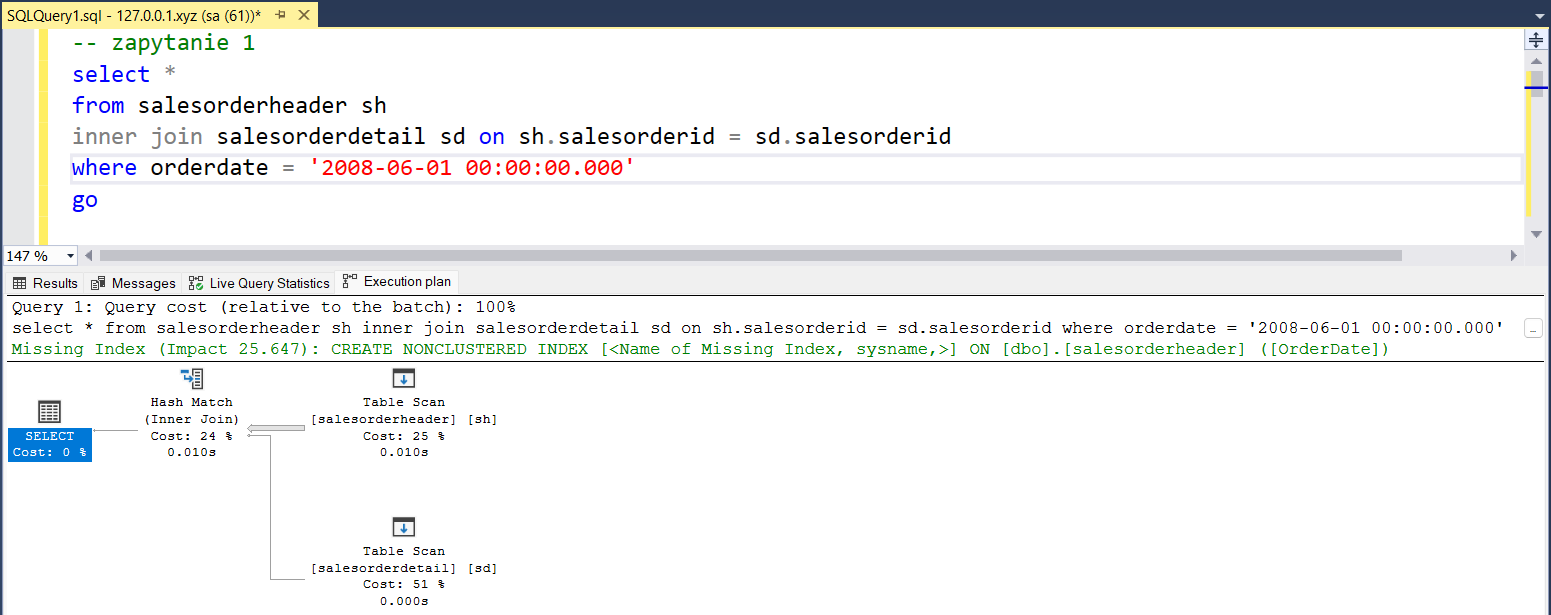 SQLQuery1.sql - 127.0.0.1.xyz (sa (61))*
-- zapytanie 1
select *
from salesorderheader sh
inner join salesorderdetail sd on sh.salesorderid = sd.salesorderid
where orderdate = '2008-06-01 00:00:00.000'
go
147 %
Results Messages Live Query Statistics Execution plan
Query 1: Query cost (relative to the batch): 100%
select * from salesorderheader sh inner join salesorderdetail sd on sh.salesorderid = sd.salesorderid where orderdate = '2008-06-01 00:00:00.000'
...
Missing Index (Impact 25.647): CREATE NONCLUSTERED INDEX [<Name of Missing Index, sysname,>] ON [dbo].[salesorderheader] ([OrderDate])
SELECT
Cost: 0 %
Hash Match
(Inner Join)
Cost: 24 %
0.010s
Table Scan
[salesorderheader] [sh]
Cost: 25 %
0.010s
Table Scan
[salesorderdetail] [sd]
Cost: 51 %
0.000s